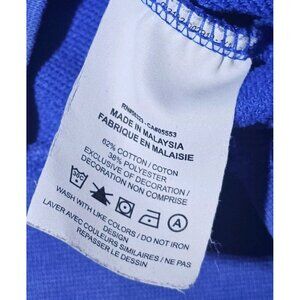 MADE IN MALAYSIA
FABRIQUE EN MALAISIE
62% COTTON / COTON
38% POLYESTER
EXCLUSIVE OF DECORATION /
DECORATION NON COMPRISE
A
WASH WITH LIKE COLORS / DO NOT IRON
DESIGN
LAVER AVEC COULEURS SIMILAIRES / NE PAS
REPASSER LE DESSIN